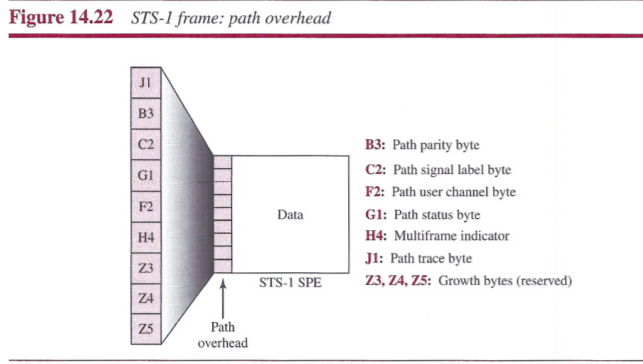 Figure 14.22 STS-1 frame: path overhead
J1
B3
C2
G1
F2
H4
Z3
Z4
Z5
Data
STS-1 SPE
Path
overhead
B3: Path parity byte
C2: Path signal label byte
F2: Path user channel byte
G1: Path status byte
H4: Multiframe indicator
J1: Path trace byte
Z3, Z4, Z5: Growth bytes (reserved)